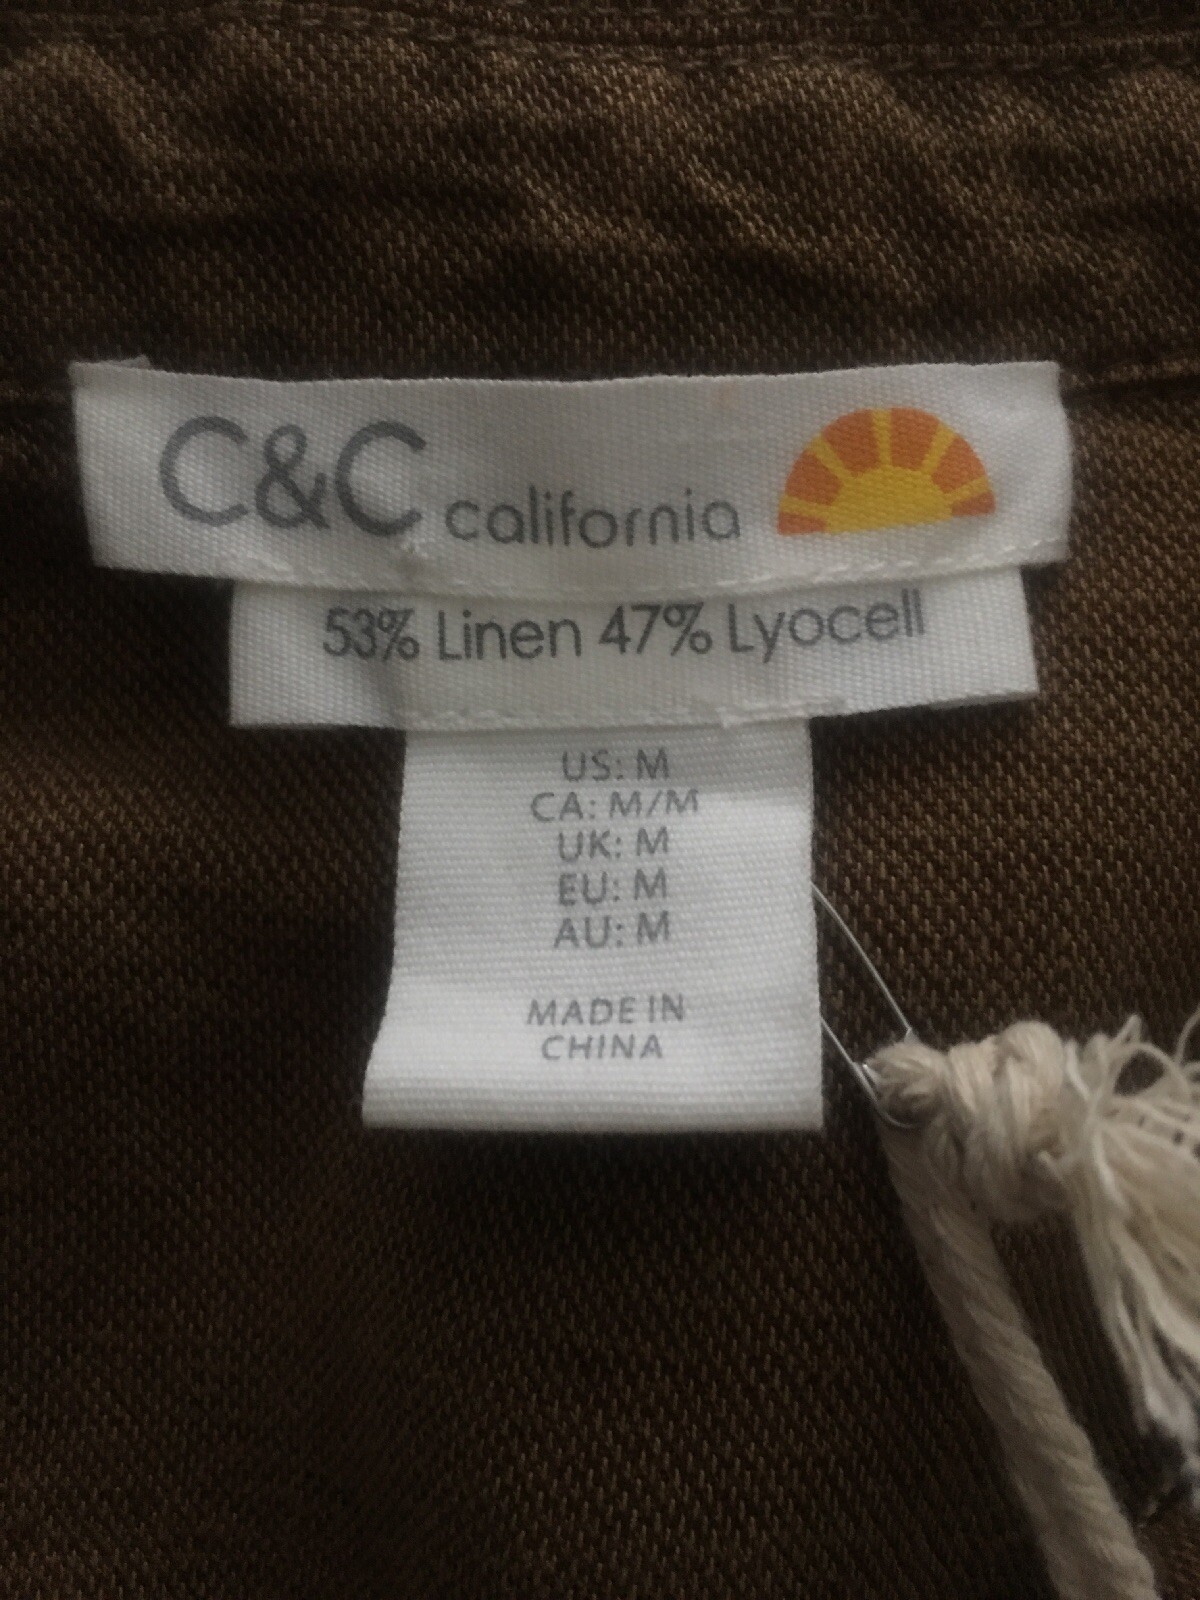 C&C california
53% Linen 47% Lyocell
US: M
CA: M/M
UK: M
EU: M
AU: M
MADE IN
CHINA